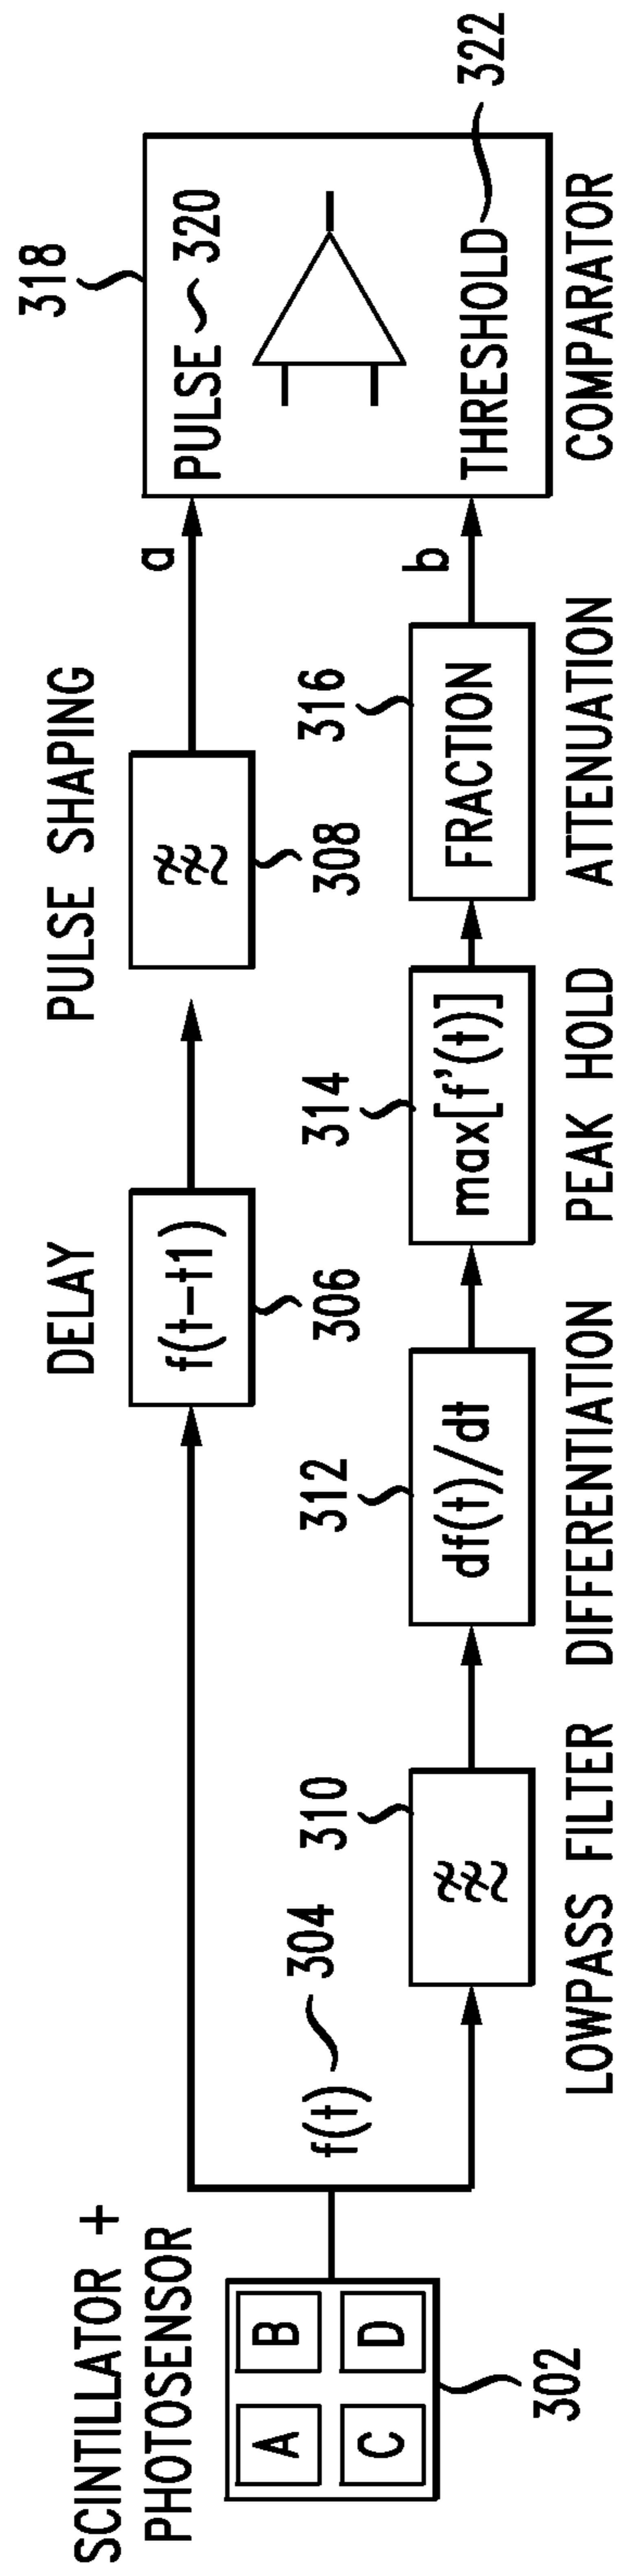 SCINTILLATOR +
PHOTOSENSOR
A
B
C
D
302
f(t)
304
DELAY
f(t-t1)
306
PULSE SHAPING
308
a
310
LOWPASS FILTER
312
df(t)/dt
DIFFERENTIATION
314
max[f'(t)]
PEAK HOLD
316
FRACTION
ATTENUATION
b
318
PULSE
320
THRESHOLD
322
COMPARATOR